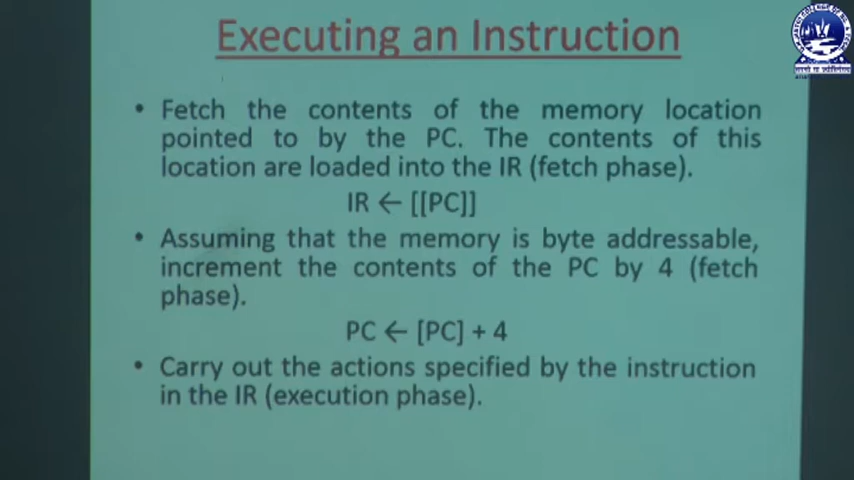 Executing an Instruction
• Fetch the contents of the memory location
pointed to by the PC. The contents of this
location are loaded into the IR (fetch phase).
IR ← [[PC]]
• Assuming that the memory is byte addressable,
increment the contents of the PC by 4 (fetch
phase).
PC ← [PC] + 4
• Carry out the actions specified by the instruction
in the IR (execution phase).